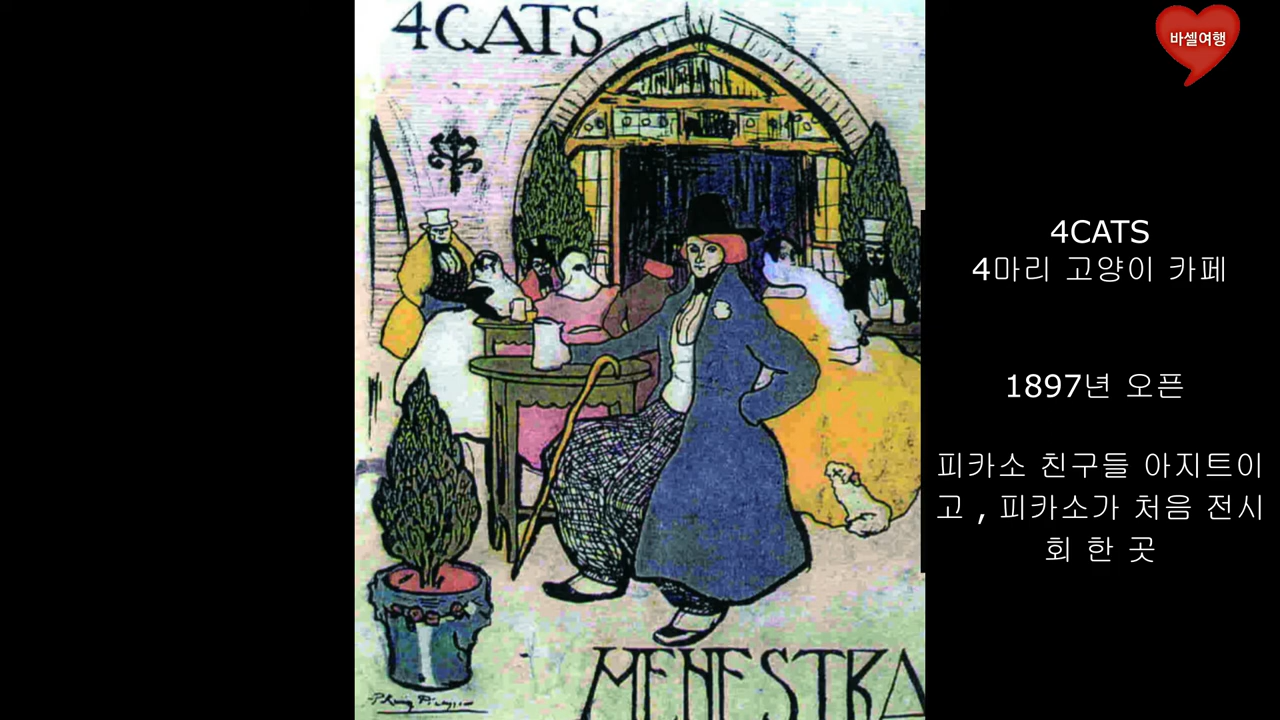 4CATS
바셀여행
4CATS
4마리 고양이 카페
1897년 오픈
피카소 친구들 아지트이
고 , 피카소가 처음 전시
회 한 곳
MENESTRA